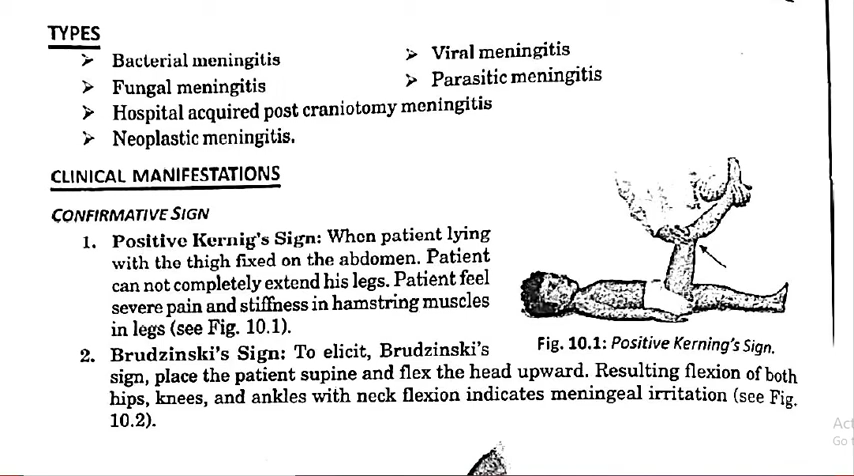 TYPES
➢ Bacterial meningitis ➢ Viral meningitis
➢ Fungal meningitis ➢ Parasitic meningitis
➢ Hospital acquired post craniotomy meningitis
➢ Neoplastic meningitis.
CLINICAL MANIFESTATIONS
CONFIRMATIVE SIGN
1. Positive Kernig's Sign: When patient lying
with the thigh fixed on the abdomen. Patient
can not completely extend his legs. Patient feel
severe pain and stiffness in hamstring muscles
in legs (see Fig. 10.1).
Fig. 10.1: Positive Kerning's Sign.
2. Brudzinski's Sign: To elicit, Brudzinski's
sign, place the patient supine and flex the head upward. Resulting flexion of both
hips, knees, and ankles with neck flexion indicates meningeal irritation (see Fig.
10.2).